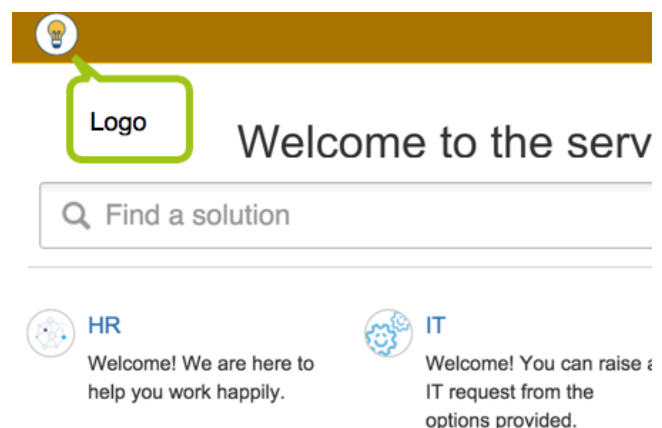 Logo
Welcome to the serv
Find a solution
HR
Welcome! We are here to
help you work happily.
IT
Welcome! You can raise a
IT request from the
options provided.